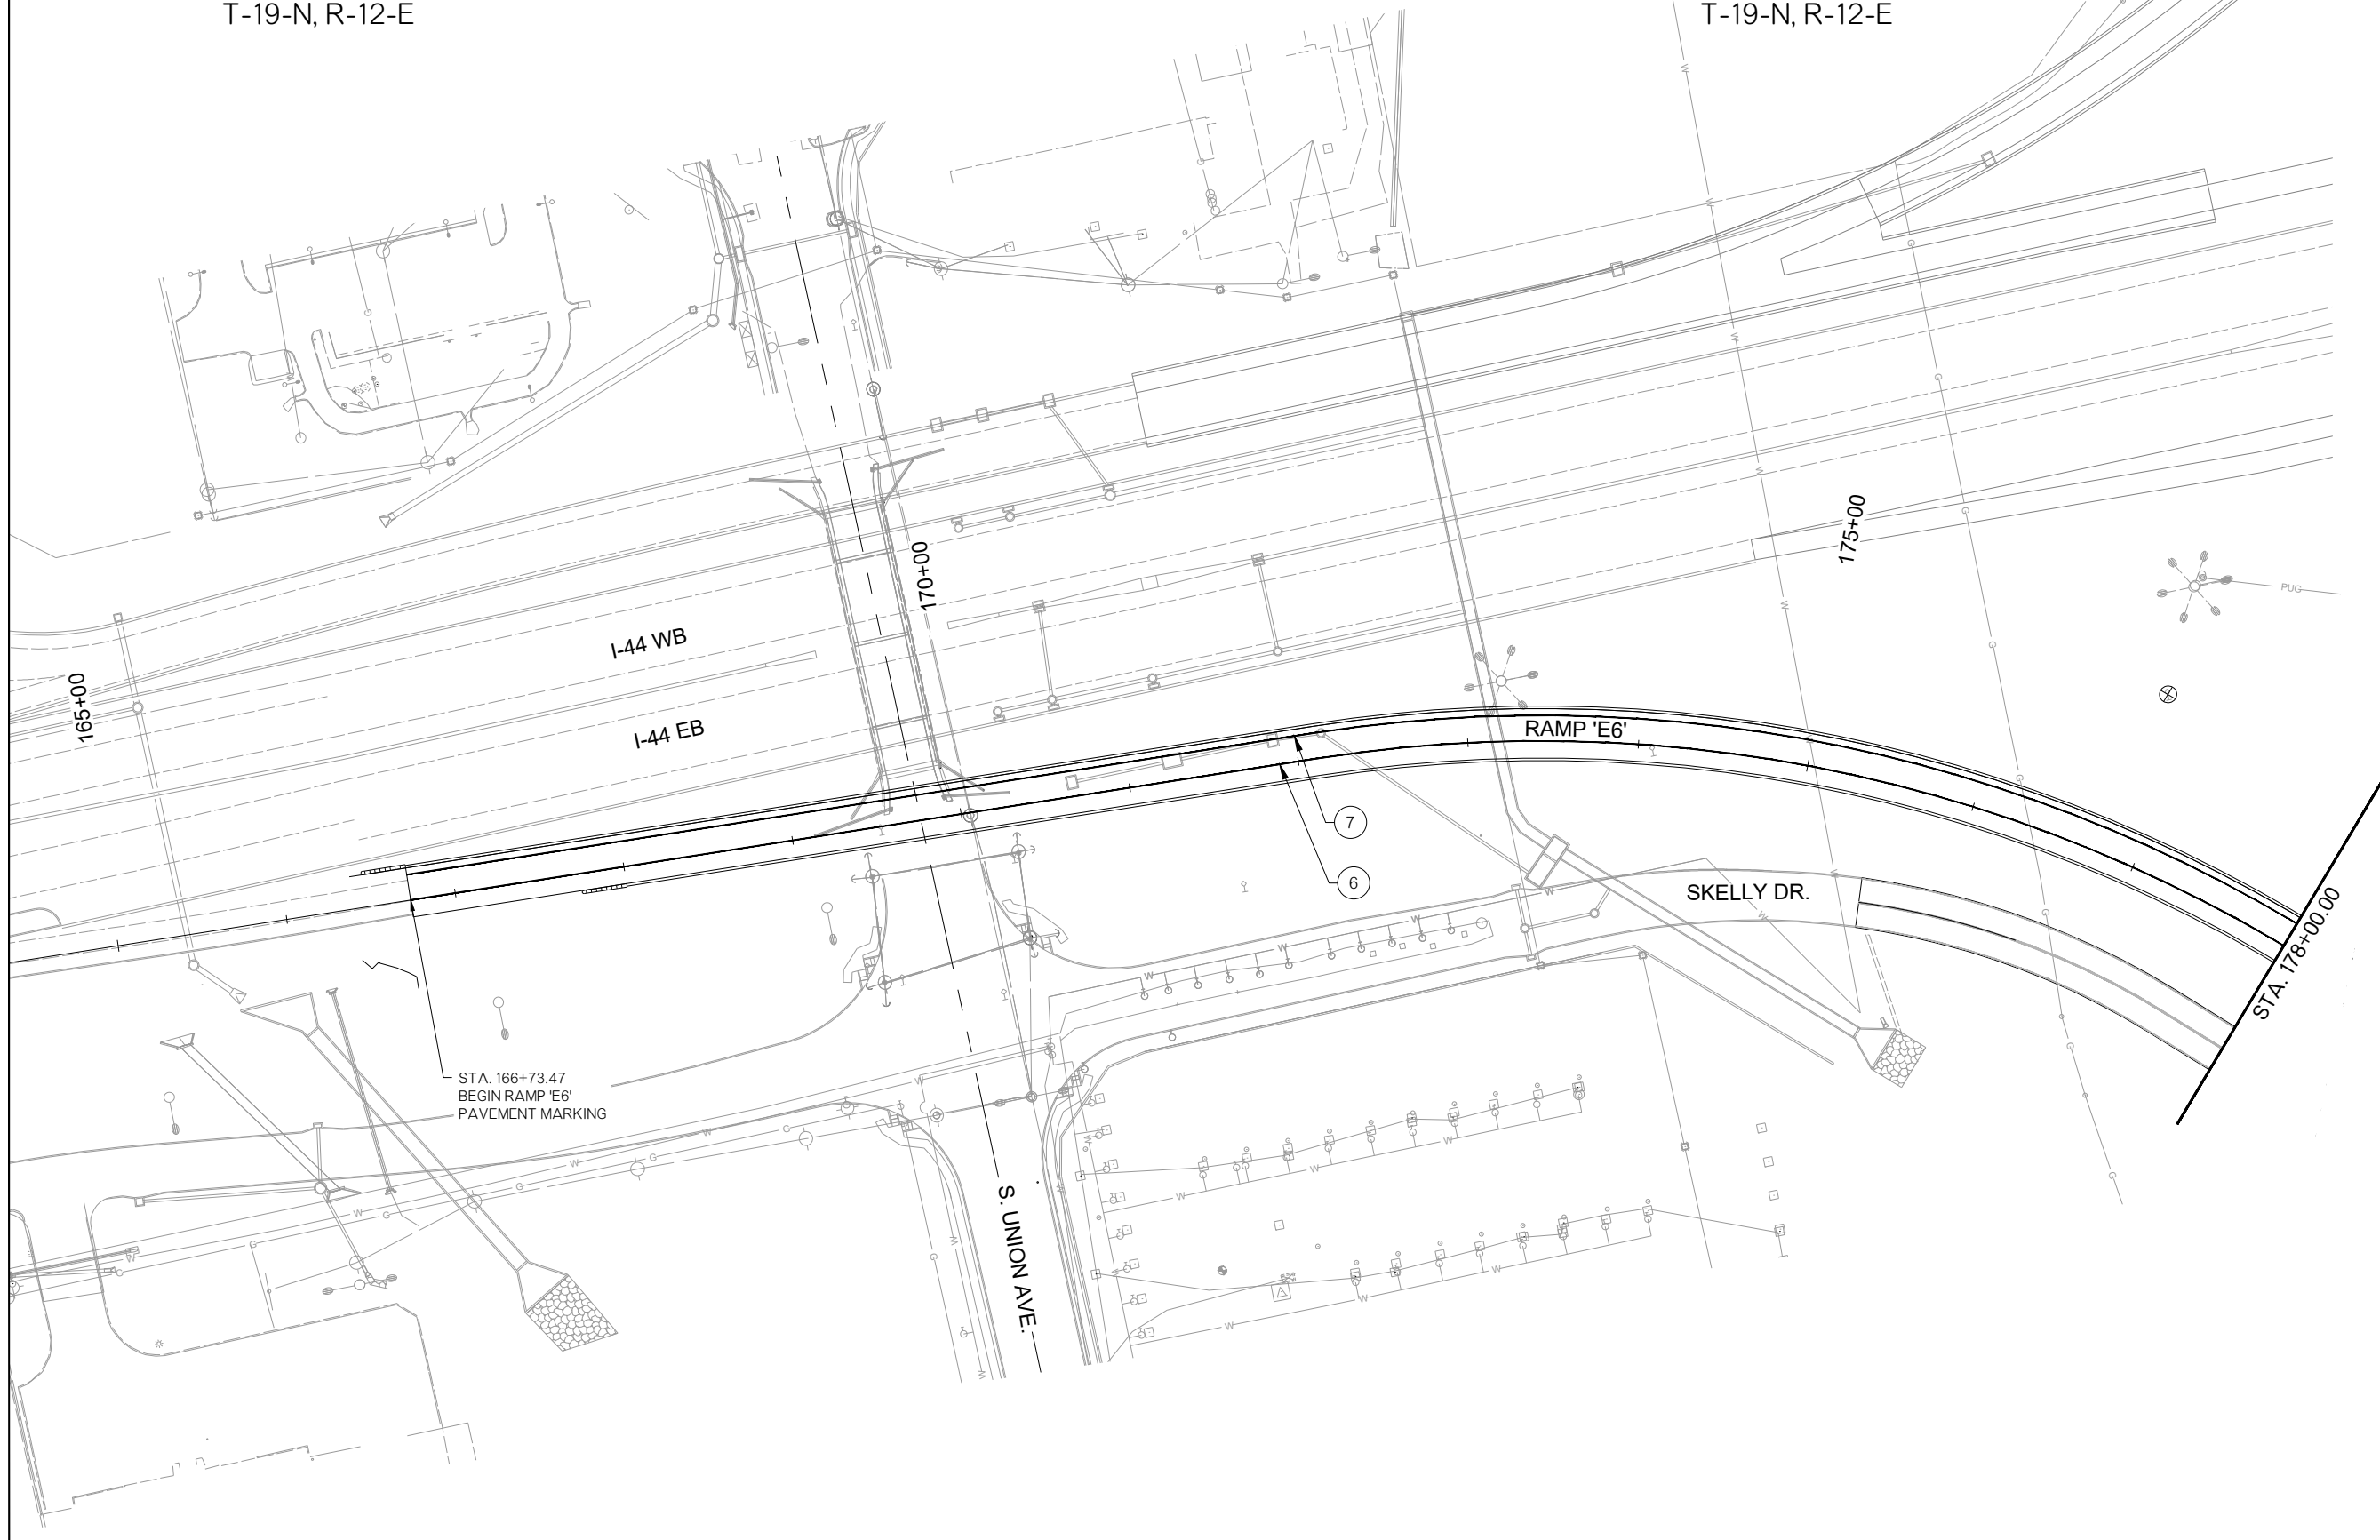 T-19-N, R-12-E
T-19-N, R-12-E
175+00
170+00
PUG
I-44 WB
165+00
I-44 EB
RAMP 'E6'
7
6
SKELLY DR.
STA. 178+00.00
STA. 166+73.47
BEGIN RAMP 'E6'
PAVEMENT MARKING
S. UNION AVE.